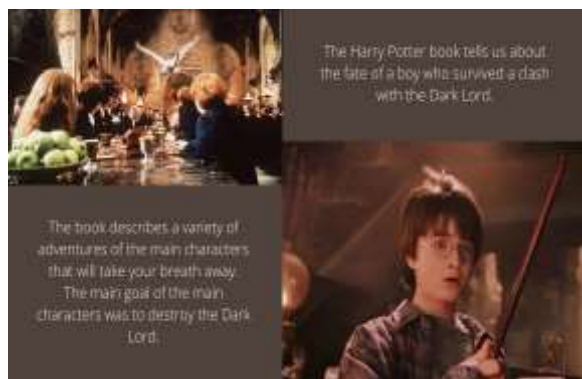 The Harry Potter book tells us about
the fate of a boy who survived a clash
with the Dark Lord.
The book describes a variety of
adventures of the main characters
that will take your breath away.
The main goal of the main
characters was to destroy the Dark
Lord.